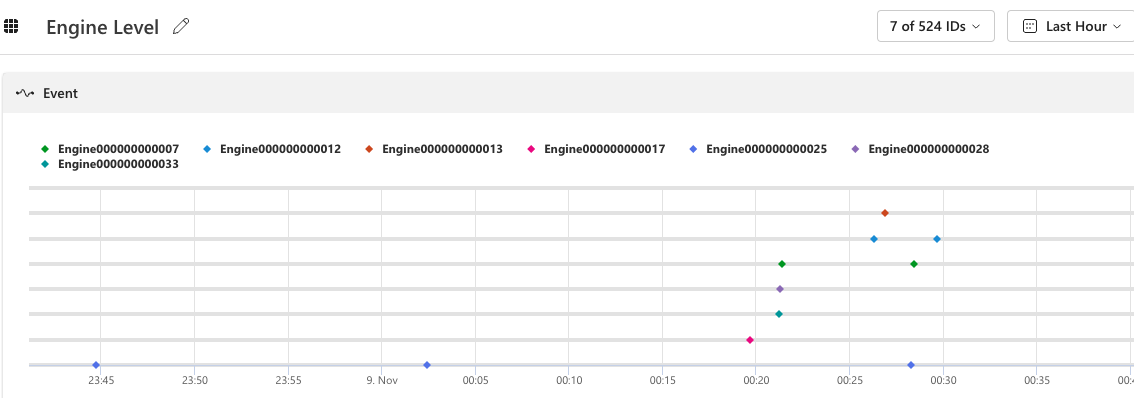 Engine Level
7 of 524 IDs
Last Hour
Event
Engine000000000007 Engine000000000012 Engine000000000013 Engine000000000017 Engine000000000025 Engine000000000028
Engine000000000033
23:45 23:50 23:55 9. Nov 00:05 00:10 00:15 00:20 00:25 00:30 00:35